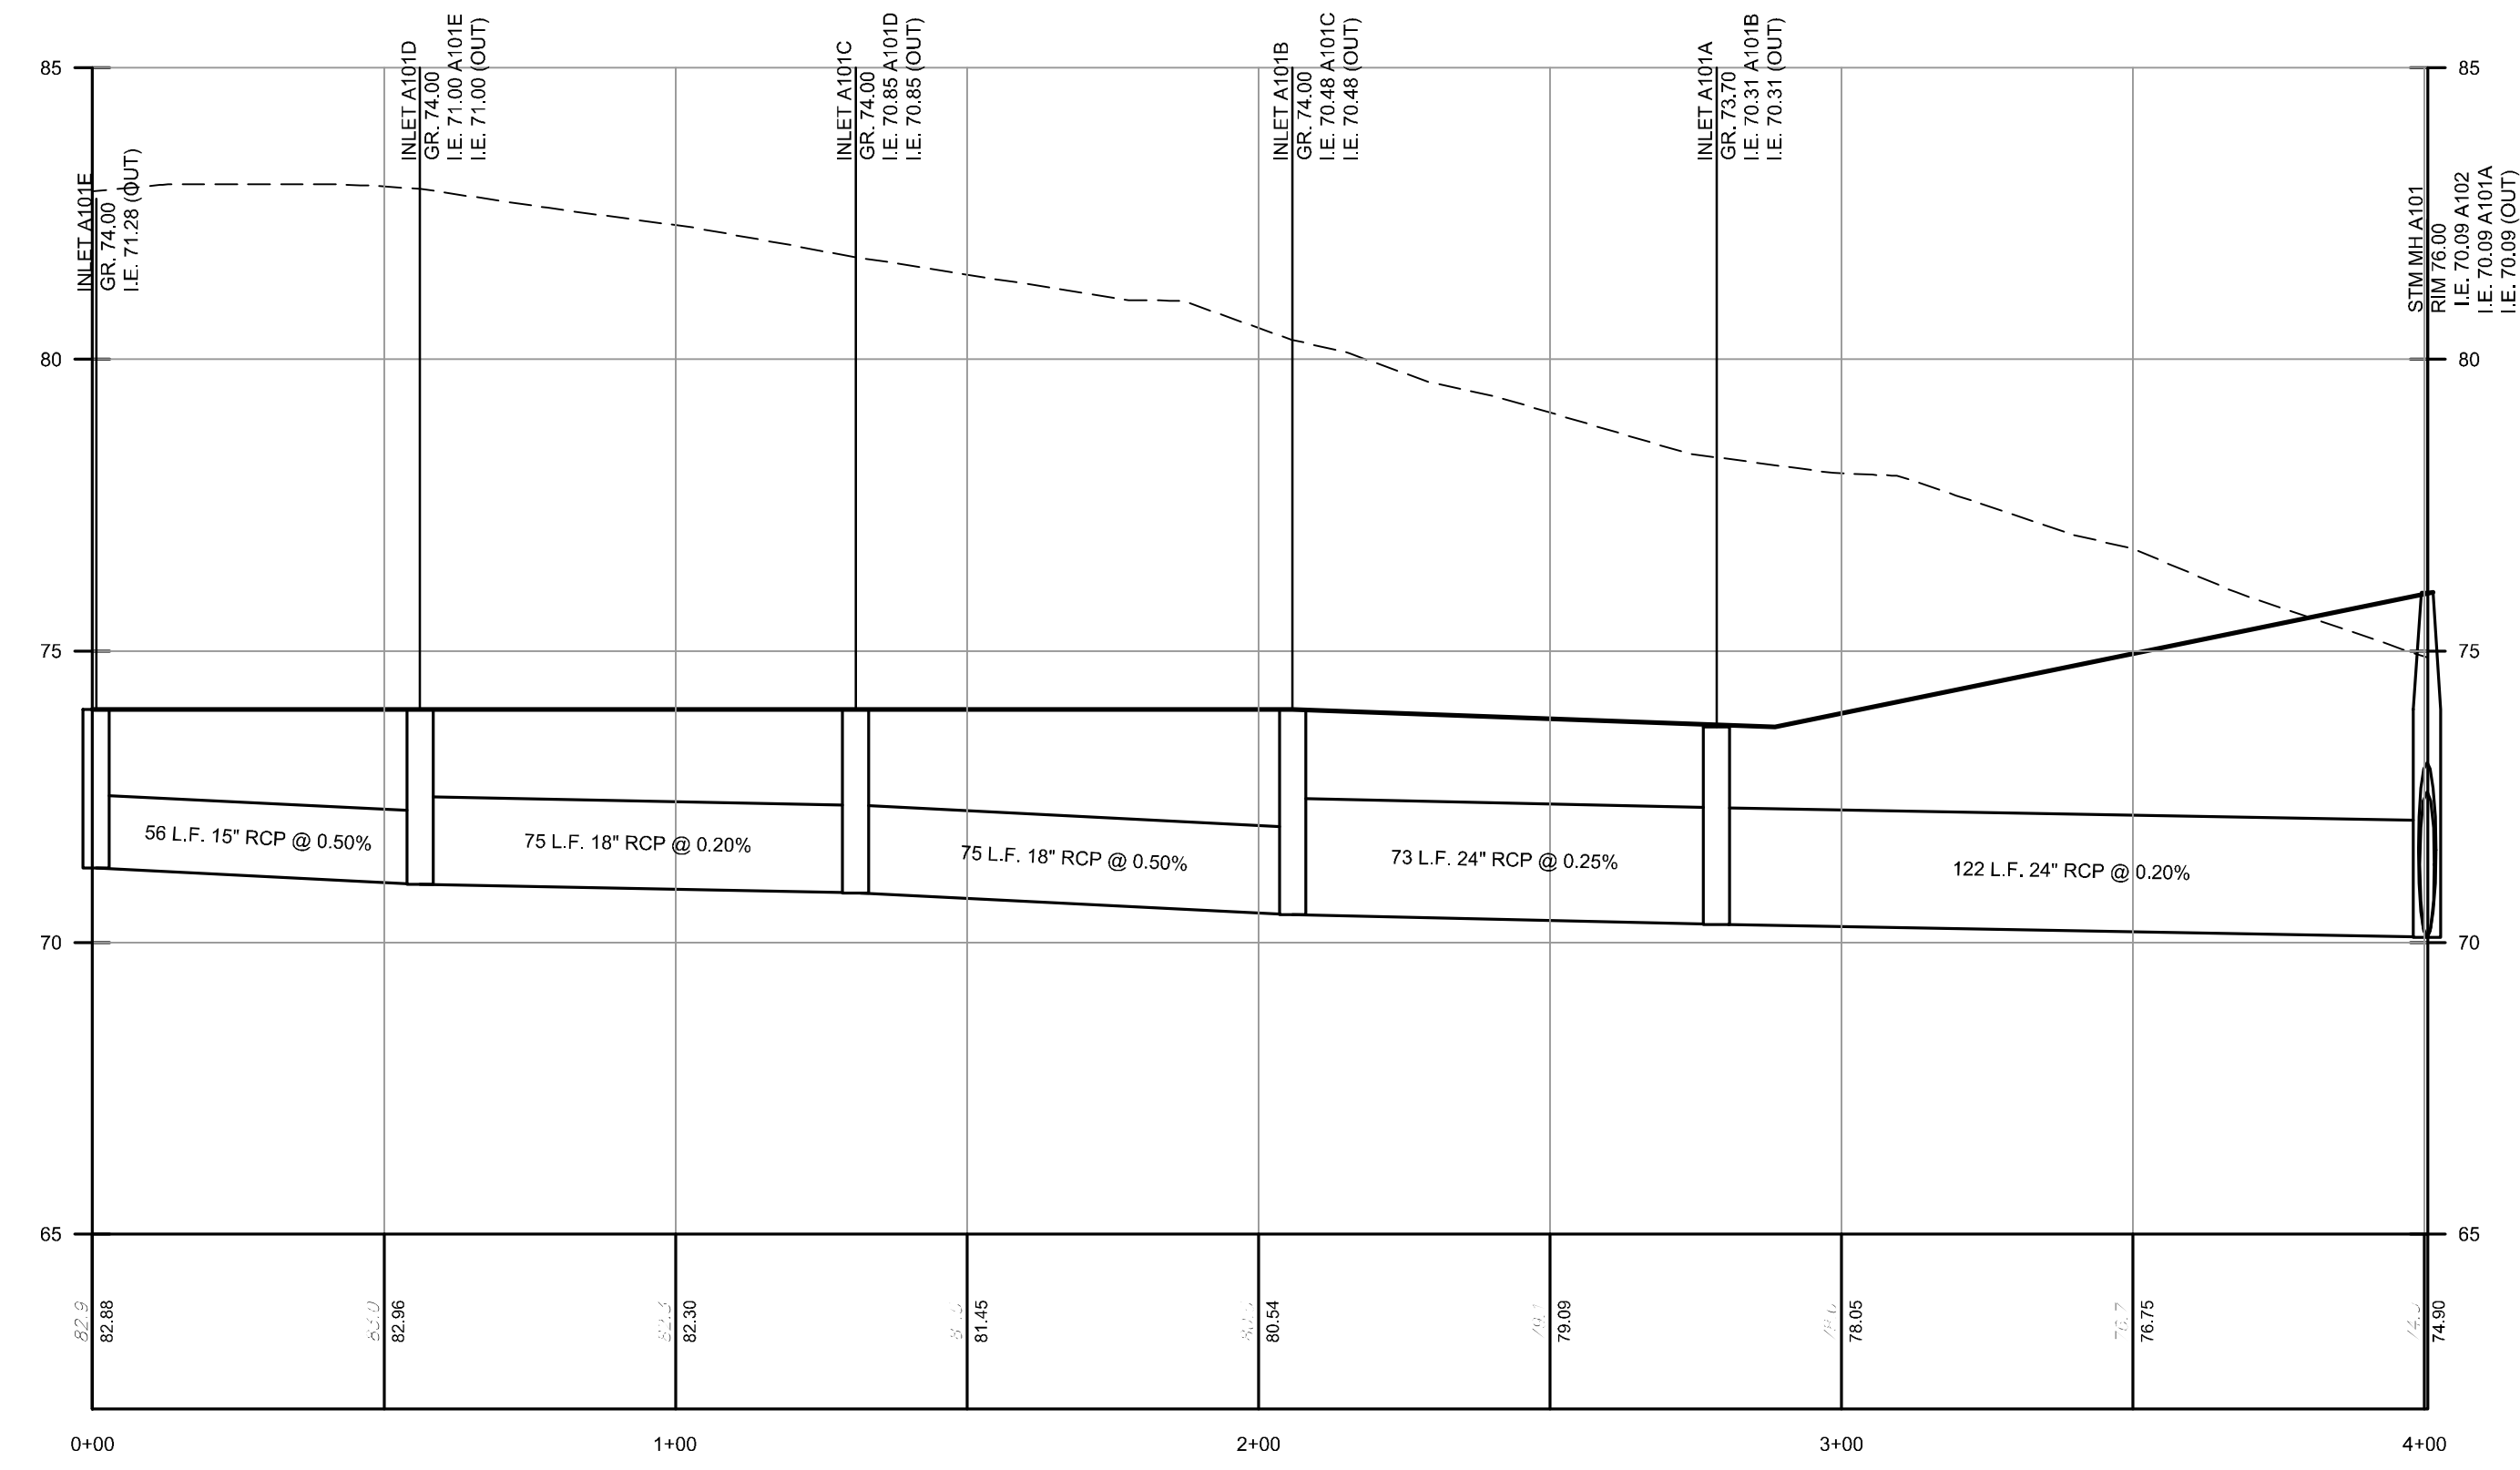 INLET A101E
GR. 74.00
I.E. 71.28 (OUT)
INLET A101D
GR. 74.00
I.E. 71.00 A101E
I.E. 71.00 (OUT)
INLET A101C
GR. 74.00
I.E. 70.85 A101D
I.E. 70.85 (OUT)
INLET A101B
GR. 74.00
I.E. 70.48 A101C
I.E. 70.48 (OUT)
INLET A101A
GR. 73.70
I.E. 70.31 A101B
I.E. 70.31 (OUT)
STM MH A101
RIM 76.00
I.E. 70.09 A102
I.E. 70.09 A101A
I.E. 70.09 (OUT)
85
85
80
80
75
75
56 L.F. 15" RCP @ 0.50%
75 L.F. 18" RCP @ 0.20%
75 L.F. 18" RCP @ 0.50%
73 L.F. 24" RCP @ 0.25%
122 L.F. 24" RCP @ 0.20%
70
70
65
65
82.9
82.88
83.0
82.96
82.30
81.45
80.54
79.09
78.05
76.75
74.90
0+00
1+00
2+00
3+00
4+00